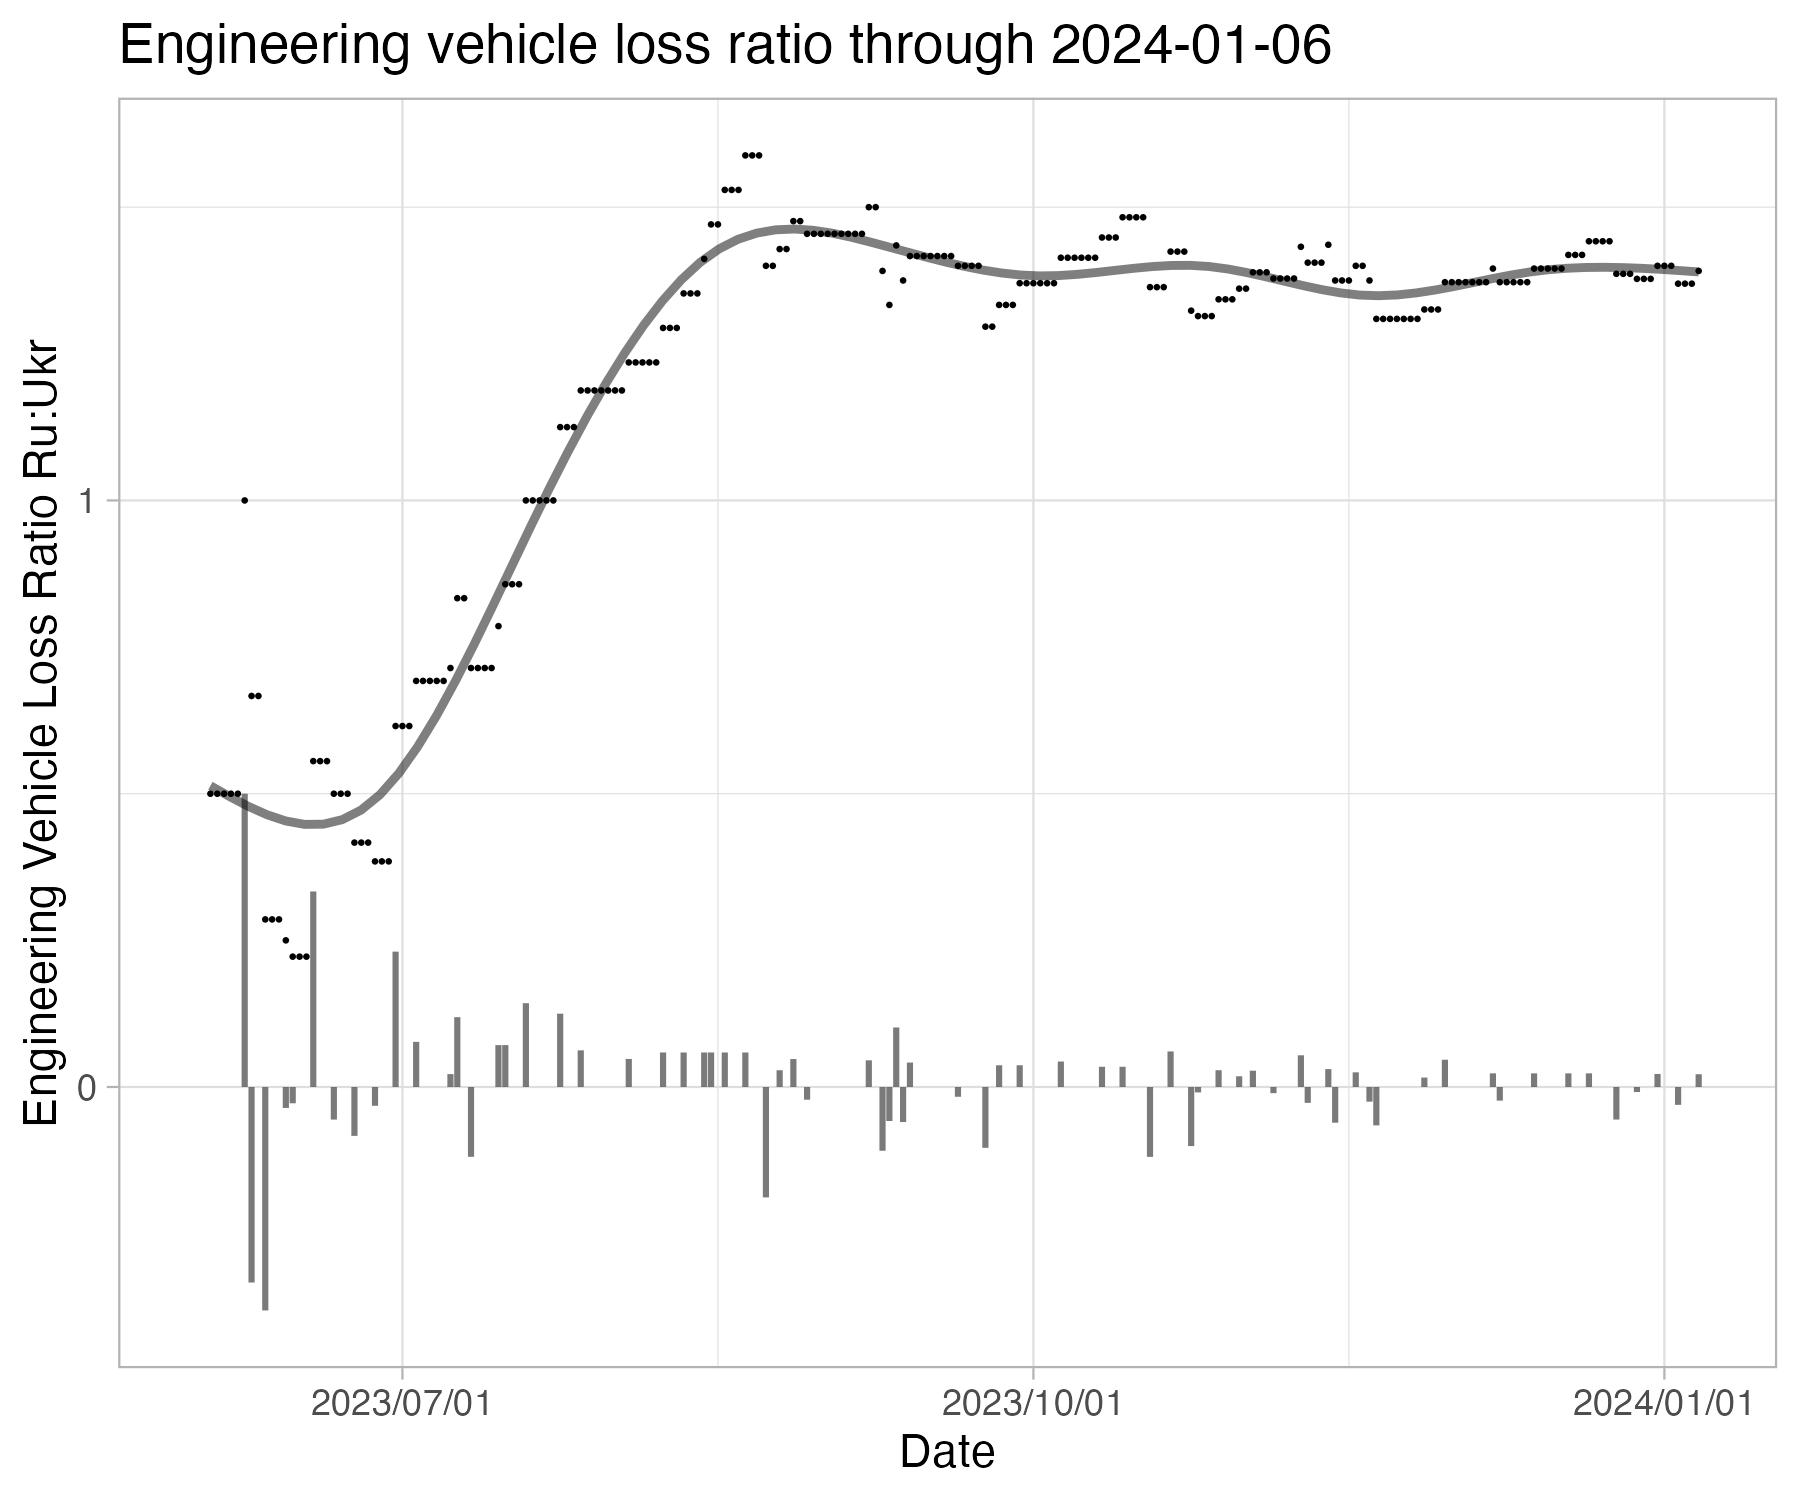 Engineering vehicle loss ratio through 2024-01-06
Engineering Vehicle Loss Ratio Ru:Ukr
1
0
2023/07/01
2023/10/01
2024/01/01
Date